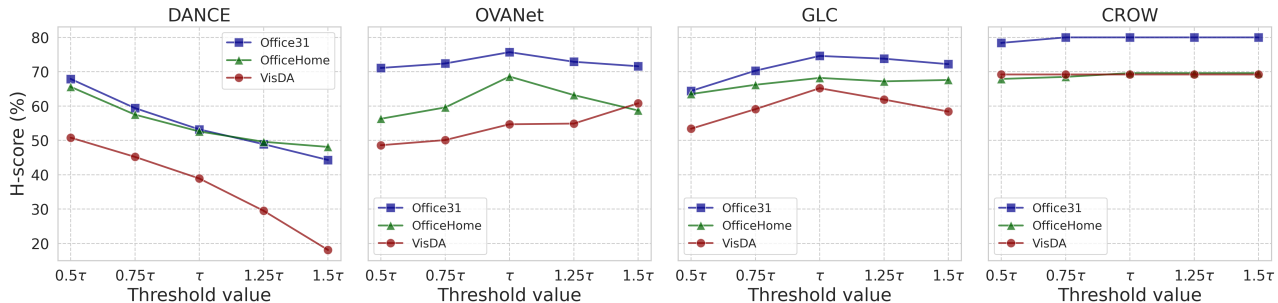 DANCE
OVANet
GLC
CROW
H-score (%)
80
70
60
50
40
30
20
Office31
OfficeHome
VisDA
Office31
OfficeHome
VisDA
Office31
OfficeHome
VisDA
Office31
OfficeHome
VisDA
0.5τ 0.75τ τ 1.25τ 1.5τ
0.5τ 0.75τ τ 1.25τ 1.5τ
0.5τ 0.75τ τ 1.25τ 1.5τ
0.5τ 0.75τ τ 1.25τ 1.5τ
Threshold value
Threshold value
Threshold value
Threshold value